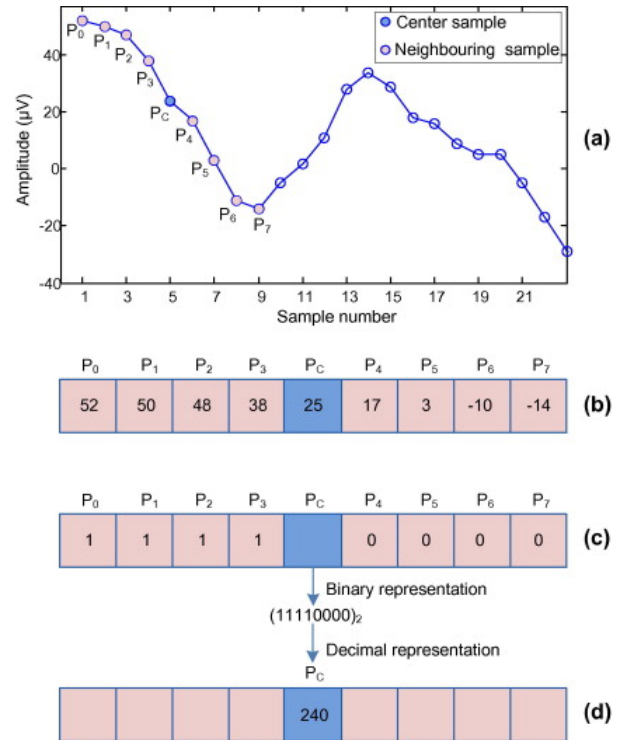 Center sample
Neighbouring sample
P0
P1
P2
P3
PC
P4
P5
P6
P7
40
20
0
-20
-40
Amplitude (µV)
1 3 5 7 9 11 13 15 17 19 21
Sample number
(a)
P0 P1 P2 P3 PC P4 P5 P6 P7
52 50 48 38 25 17 3 -10 -14
(b)
P0 P1 P2 P3 PC P4 P5 P6 P7
1 1 1 1 0 0 0 0
(c)
Binary representation
(11110000)2
Decimal representation
PC
240
(d)